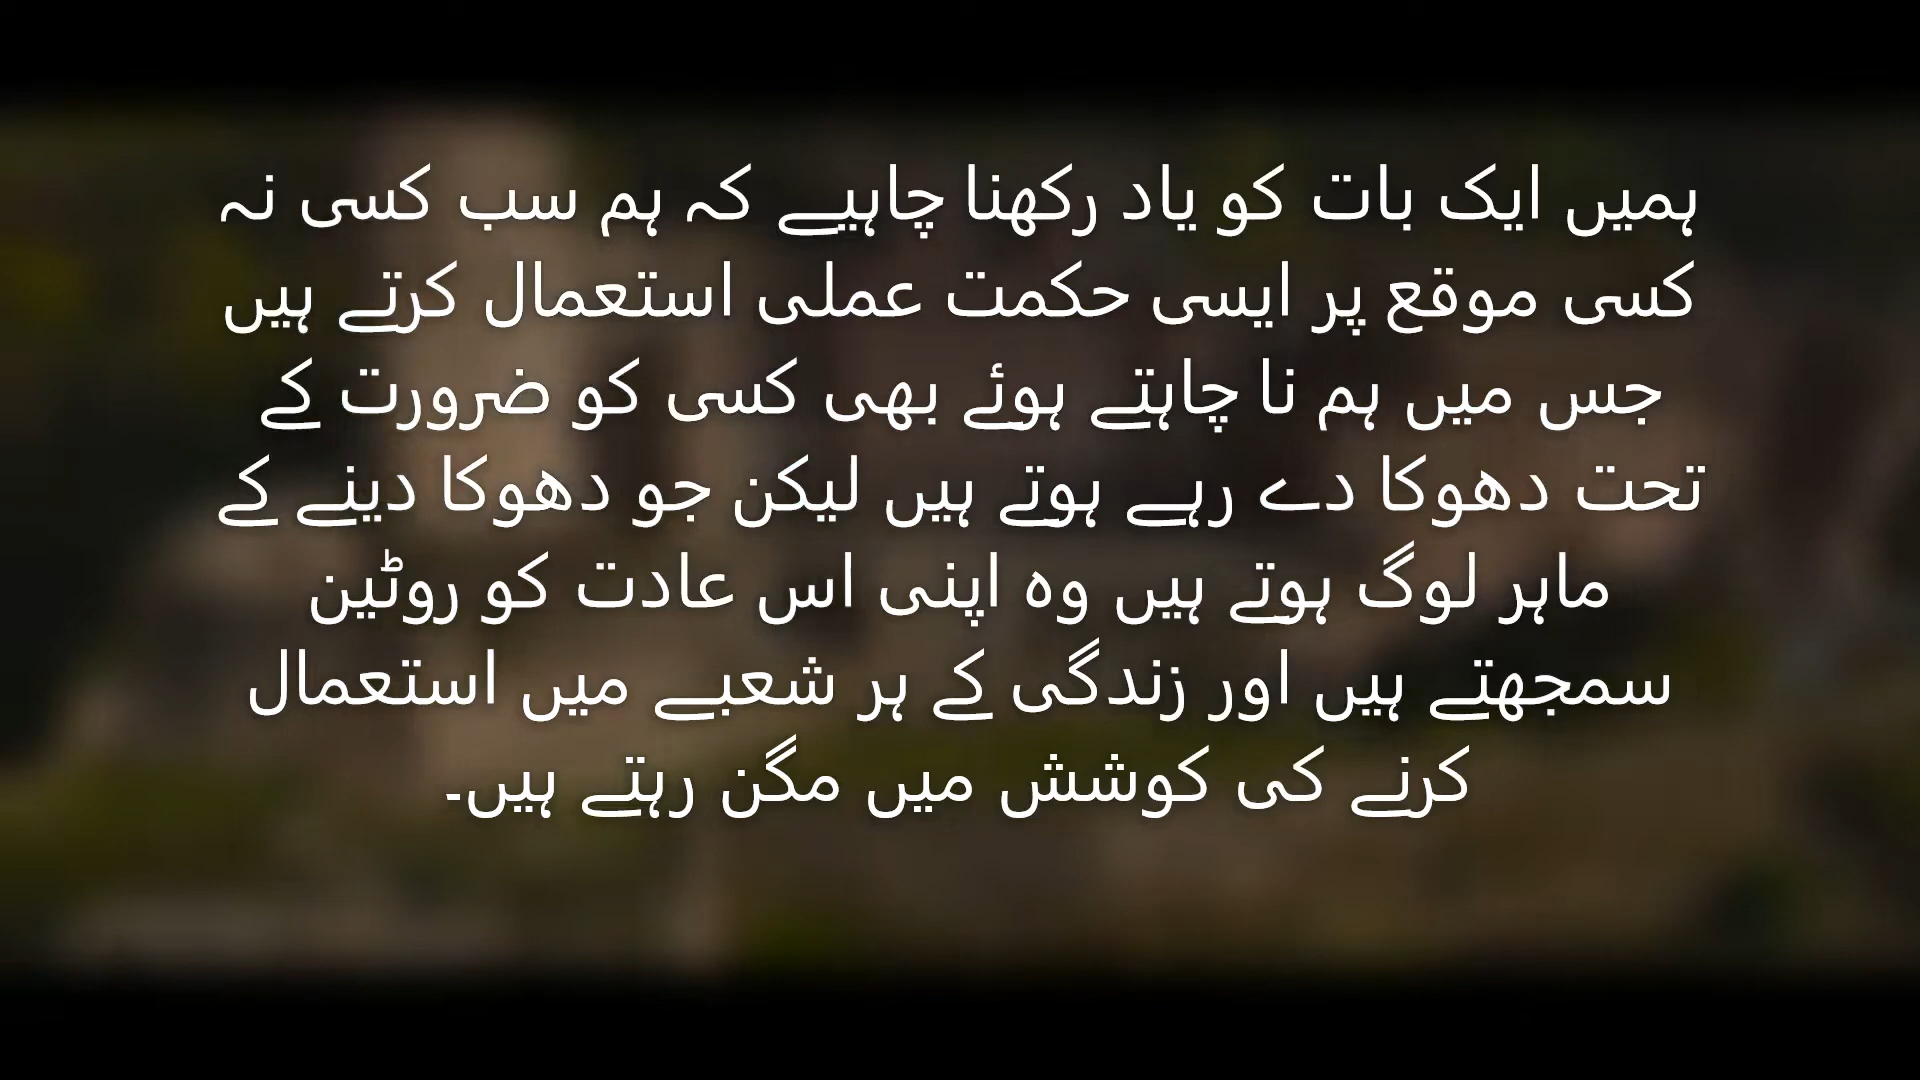 ہمیں ایک بات کو یاد رکھنا چاہیے کہ ہم سب کسی نہ
کسی موقع پر ایسی حکمت عملی استعمال کرتے ہیں
جس میں ہم نا چاہتے ہوئے بھی کسی کو ضرورت کے
تحت دھوکا دے رہے ہوتے ہیں لیکن جو دھوکا دینے کے
ماہر لوگ ہوتے ہیں وہ اپنی اس عادت کو روٹین
سمجھتے ہیں اور زندگی کے ہر شعبے میں استعمال
کرنے کی کوشش میں مگن رہتے ہیں۔